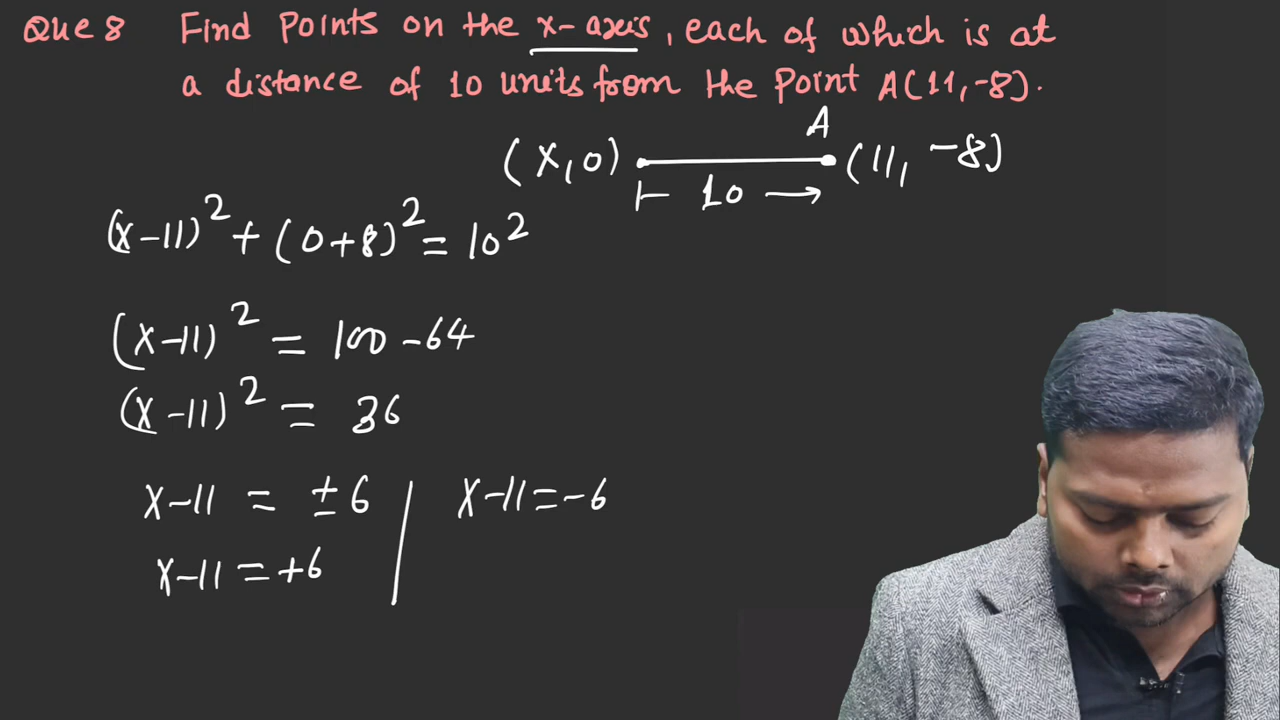 Que 8 Find Points on the x-axis, each of which is at
a distance of 10 units from the Point A(11,-8).
A
(x,0) (11, -8)
⊢ 10 →
(x-11)² + (0+8)² = 10²
(x-11)² = 100 - 64
(x-11)² = 36
x-11 = ±6 | x-11 = -6
x-11 = +6